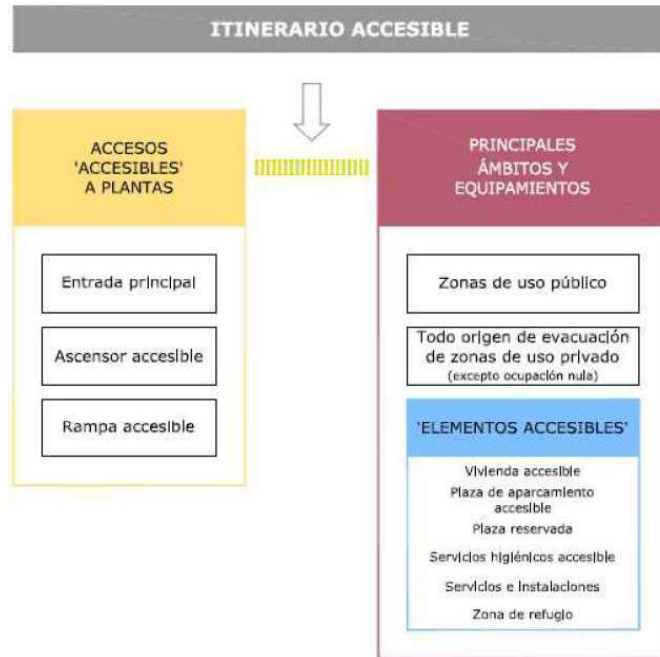 ITINERARIO ACCESIBLE
ACCESOS
'ACCESIBLES'
A PLANTAS
Entrada principal
Ascensor accesible
Rampa accesible
PRINCIPALES
ÁMBITOS Y
EQUIPAMIENTOS
Zonas de uso público
Todo origen de evacuación
de zonas de uso privado
(excepto ocupación nula)
'ELEMENTOS ACCESIBLES'
Vivienda accesible
Plaza de aparcamiento
accesible
Plaza reservada
Servicios higiénicos accesible
Servicios e instalaciones
Zona de refugio